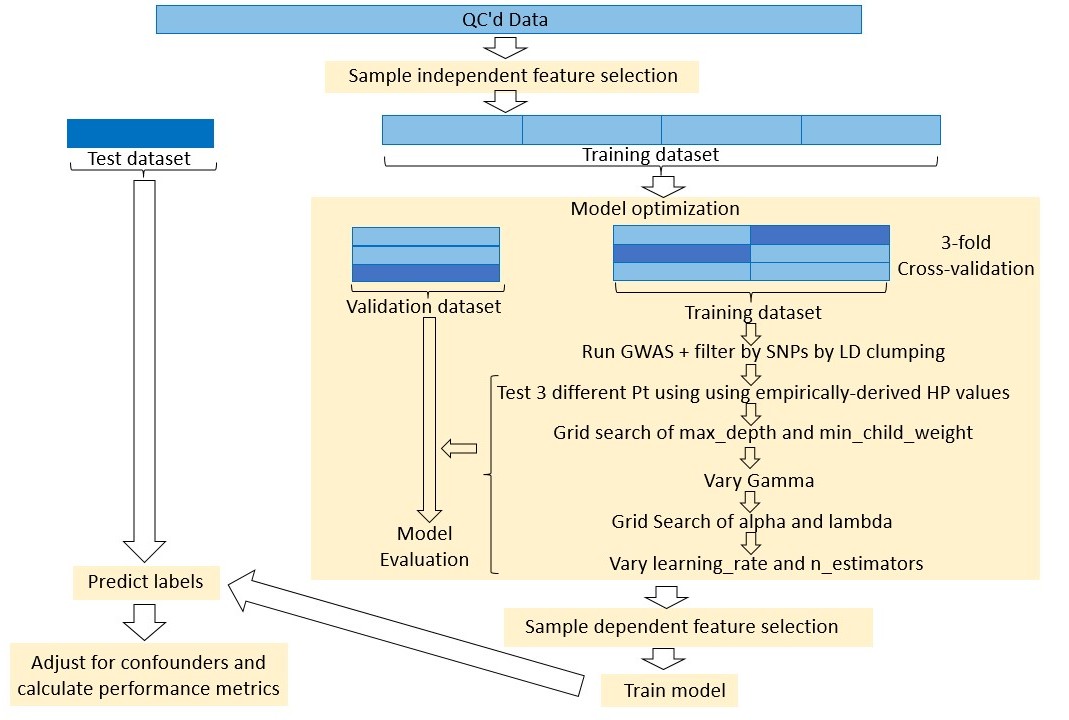 QC'd Data
Sample independent feature selection
Test dataset
Training dataset
Model optimization
3-fold
Cross-validation
Validation dataset
Training dataset
Run GWAS + filter by SNPs by LD clumping
Test 3 different Pt using using empirically-derived HP values
Grid search of max_depth and min_child_weight
Vary Gamma
Grid Search of alpha and lambda
Vary learning_rate and n_estimators
Model
Evaluation
Predict labels
Sample dependent feature selection
Adjust for confounders and
calculate performance metrics
Train model